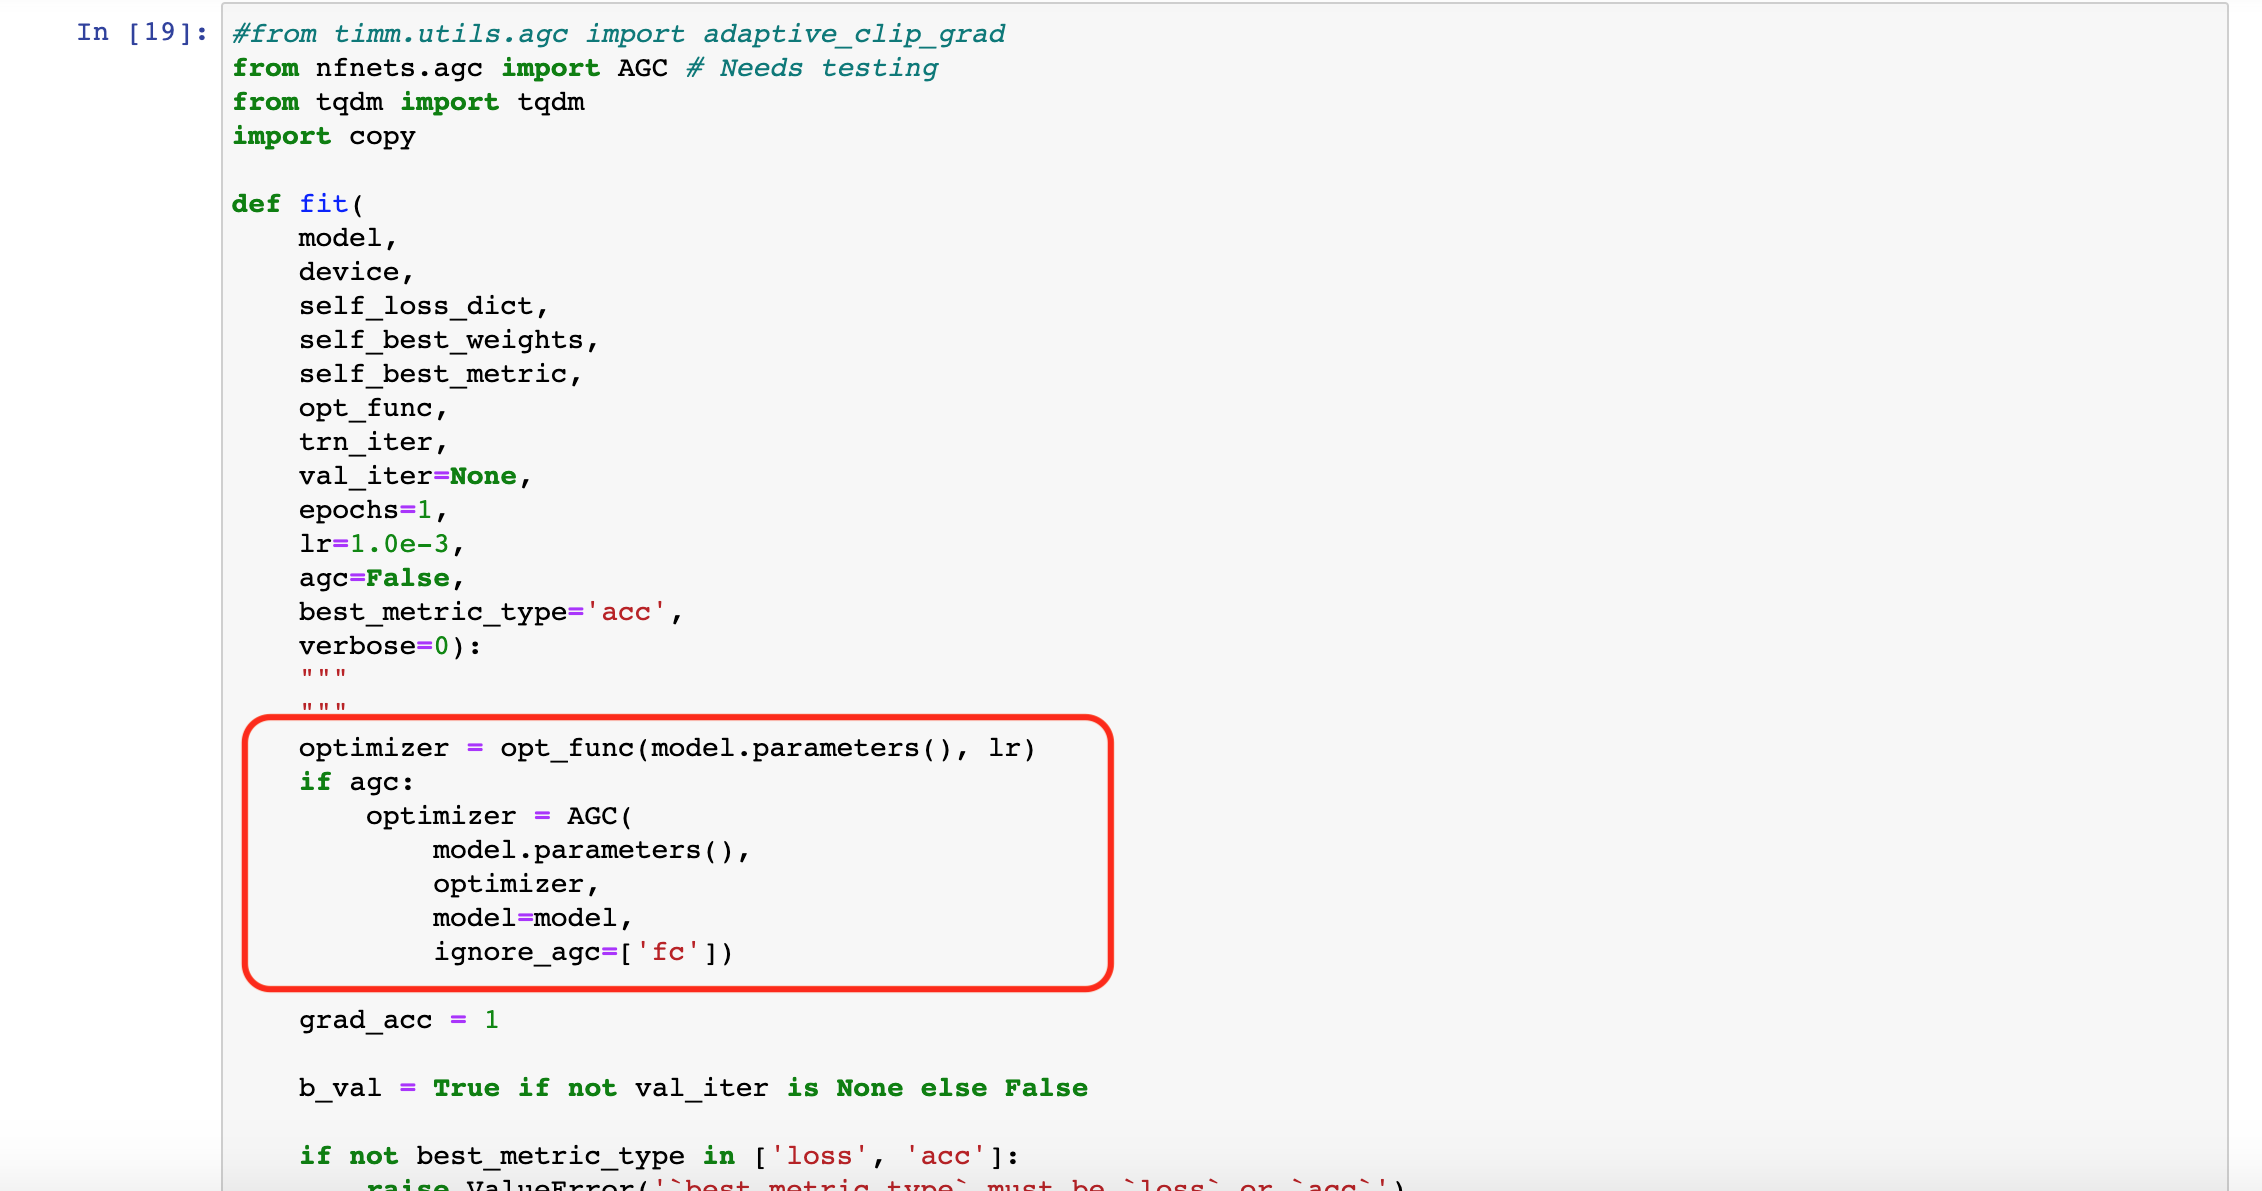 In [19]: #from timm.utils.agc import adaptive_clip_grad
from nfnets.agc import AGC # Needs testing
from tqdm import tqdm
import copy

def fit(
    model,
    device,
    self_loss_dict,
    self_best_weights,
    self_best_metric,
    opt_func,
    trn_iter,
    val_iter=None,
    epochs=1,
    lr=1.0e-3,
    agc=False,
    best_metric_type='acc',
    verbose=0):
    """
    """
    optimizer = opt_func(model.parameters(), lr)
    if agc:
        optimizer = AGC(
            model.parameters(),
            optimizer,
            model=model,
            ignore_agc=['fc'])

    grad_acc = 1

    b_val = True if not val_iter is None else False

    if not best_metric_type in ['loss', 'acc']:
        raise ValueError('`best_metric_type` must be `loss` or `acc`')